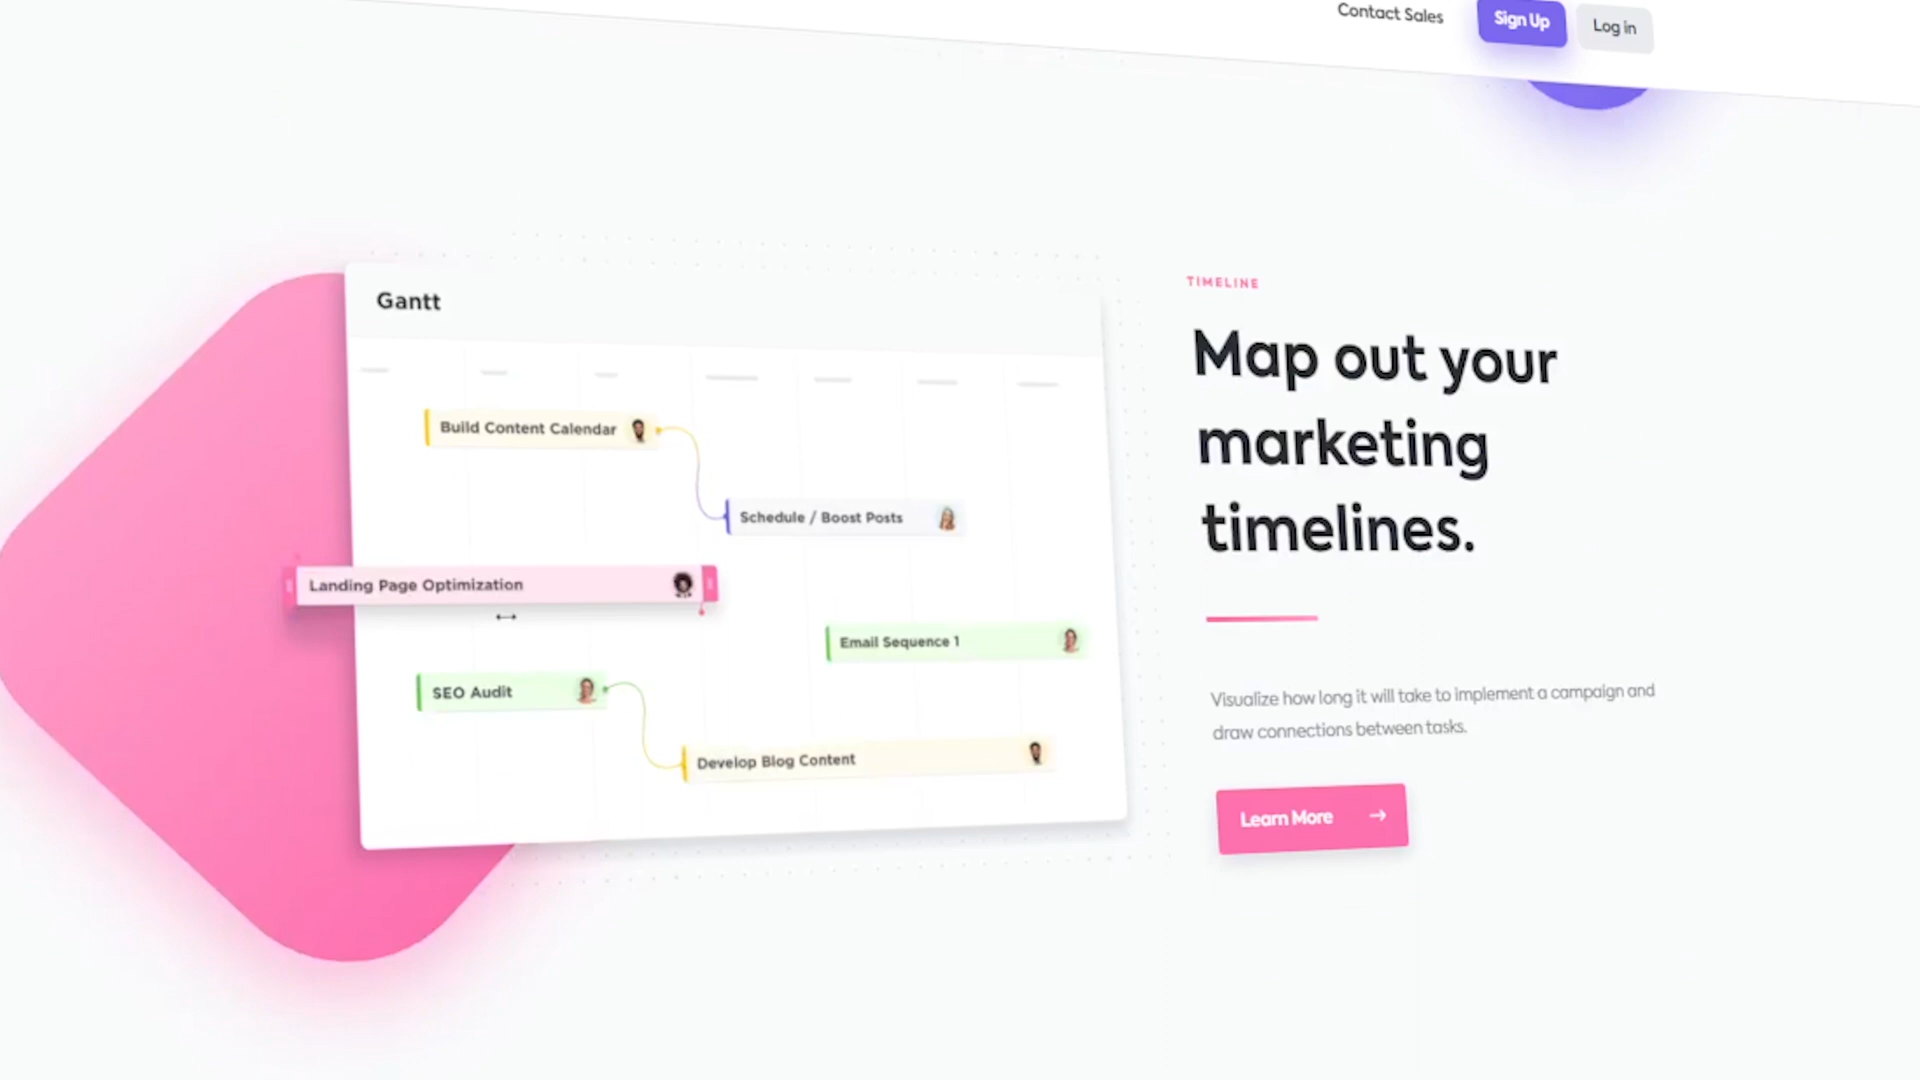 Contact Sales
Sign Up
Log in
Gantt
Build Content Calendar
Schedule / Boost Posts
Landing Page Optimization
Email Sequence 1
SEO Audit
Develop Blog Content
TIMELINE
Map out your
marketing
timelines.
Visualize how long it will take to implement a campaign and
draw connections between tasks.
Learn More →